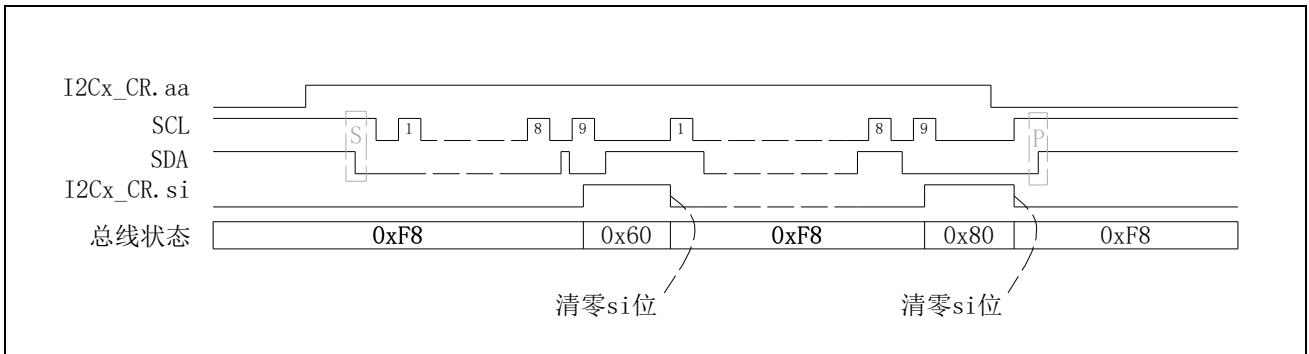 I2Cx_CR.aa
SCL 1 8 9 1 8 9
S P
SDA
I2Cx_CR.si
总线状态 0xF8 0x60 0xF8 0x80 0xF8
清零si位 清零si位